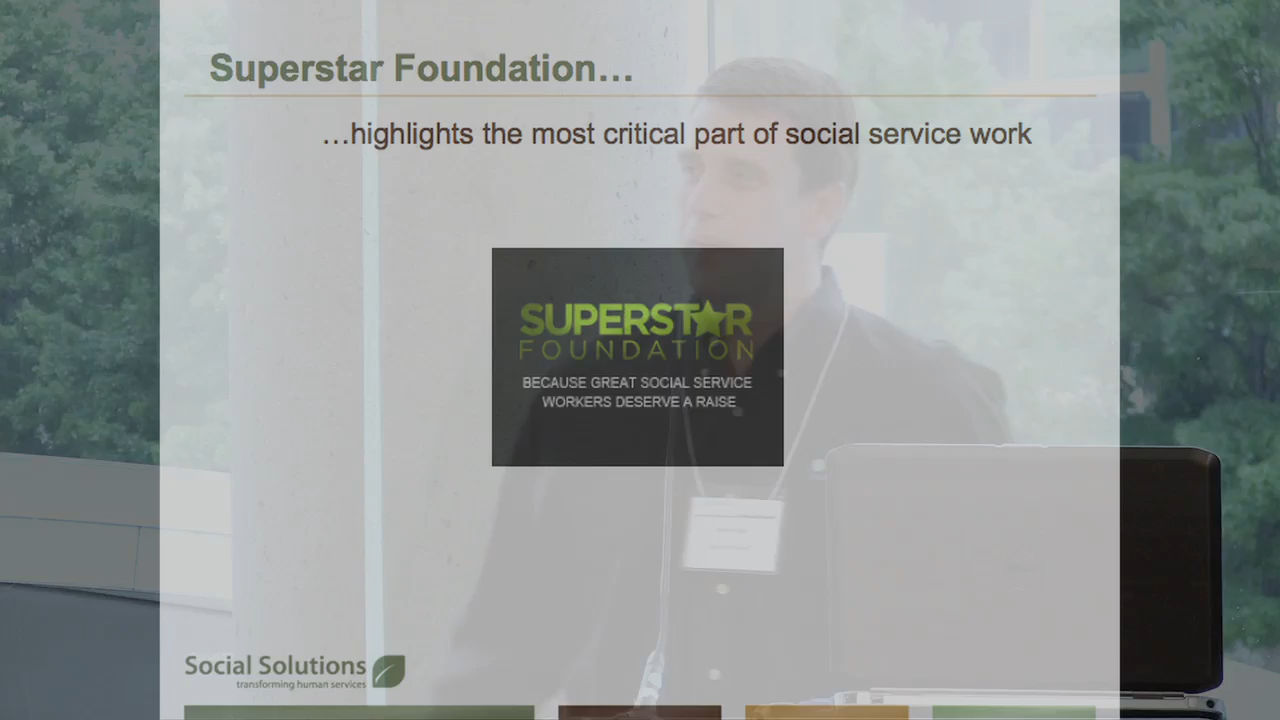 Superstar Foundation…
…highlights the most critical part of social service work
SUPERSTAR
FOUNDATION
BECAUSE GREAT SOCIAL SERVICE
WORKERS DESERVE A RAISE
Social Solutions
transforming human services